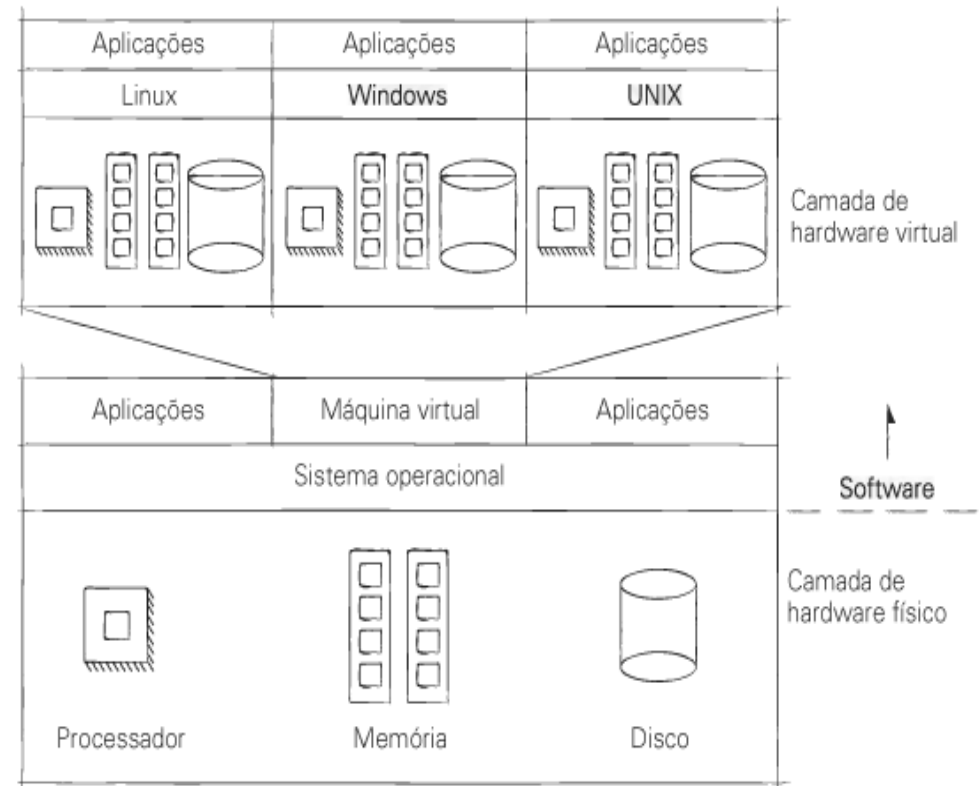 Aplicações Aplicações Aplicações
Linux Windows UNIX
Camada de
hardware virtual
Aplicações Máquina virtual Aplicações
Sistema operacional
Software
Camada de
hardware físico
Processador Memória Disco